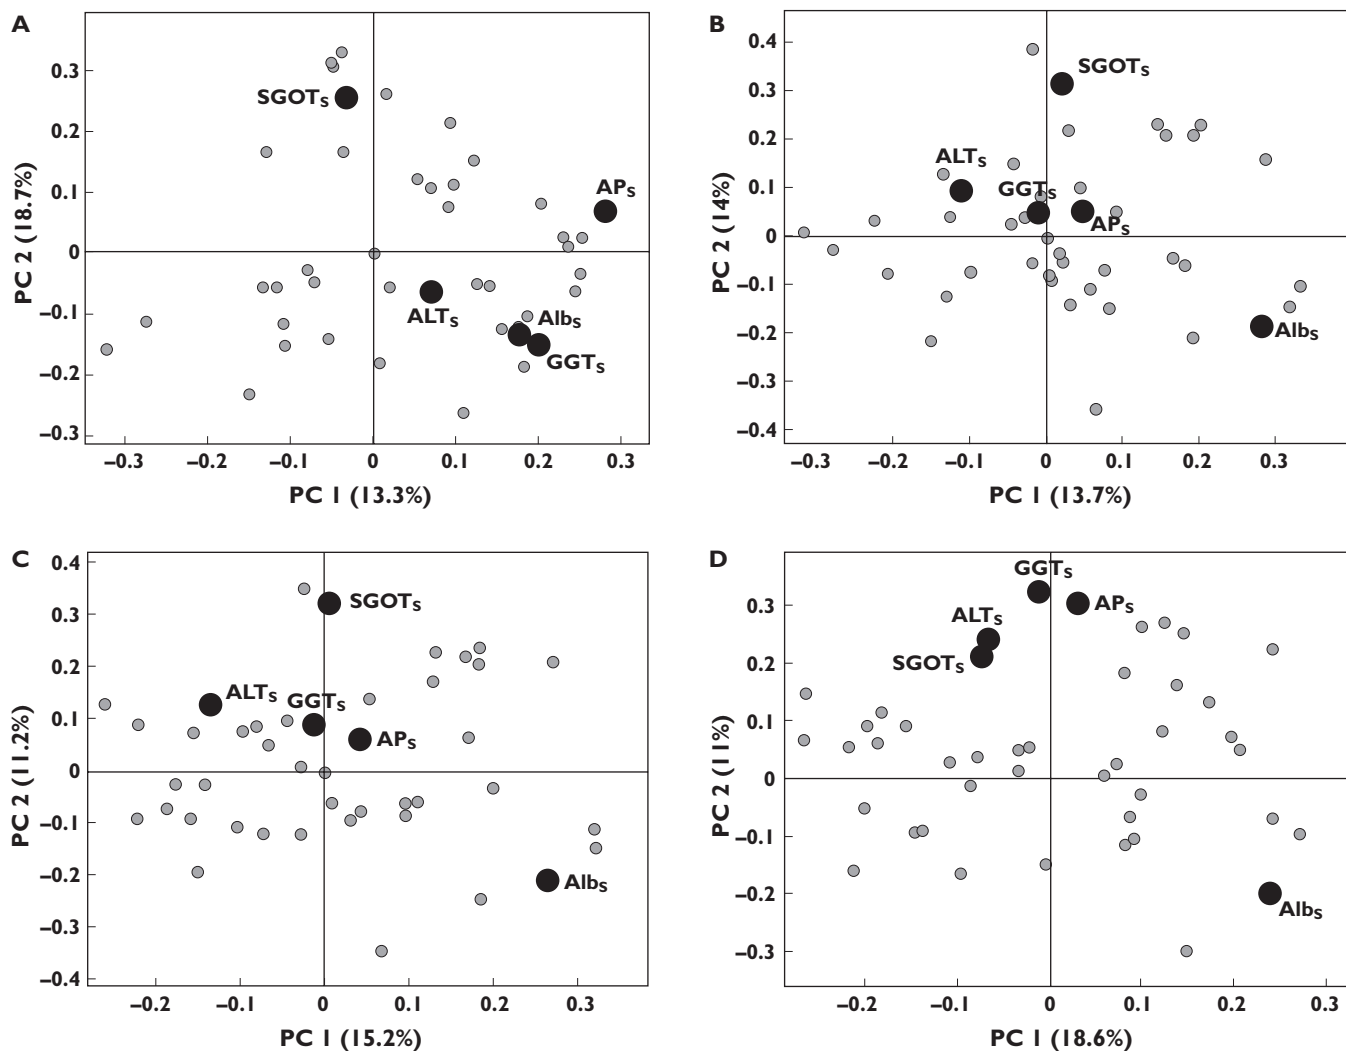 A
0.3
0.2
0.1
0
–0.1
–0.2
–0.3
PC 2 (18.7%)
SGOTS
APS
ALTS
AlbS
GGTS
–0.3
–0.2
–0.1
0
0.1
0.2
0.3
PC 1 (13.3%)
B
0.4
0.3
0.2
0.1
0
–0.1
–0.2
–0.3
–0.4
PC 2 (14%)
SGOTS
ALTS
GGTS
APS
AlbS
–0.3
–0.2
–0.1
0
0.1
0.2
0.3
PC 1 (13.7%)
C
0.4
0.3
0.2
0.1
0
–0.1
–0.2
–0.3
–0.4
PC 2 (11.2%)
SGOTS
ALTS
GGTS
APS
AlbS
–0.2
–0.1
0
0.1
0.2
0.3
PC 1 (15.2%)
D
0.3
0.2
0.1
0
–0.1
–0.2
–0.3
PC 2 (11%)
GGTS
APS
ALTS
SGOTS
AlbS
–0.2
–0.1
0
0.1
0.2
0.3
PC 1 (18.6%)